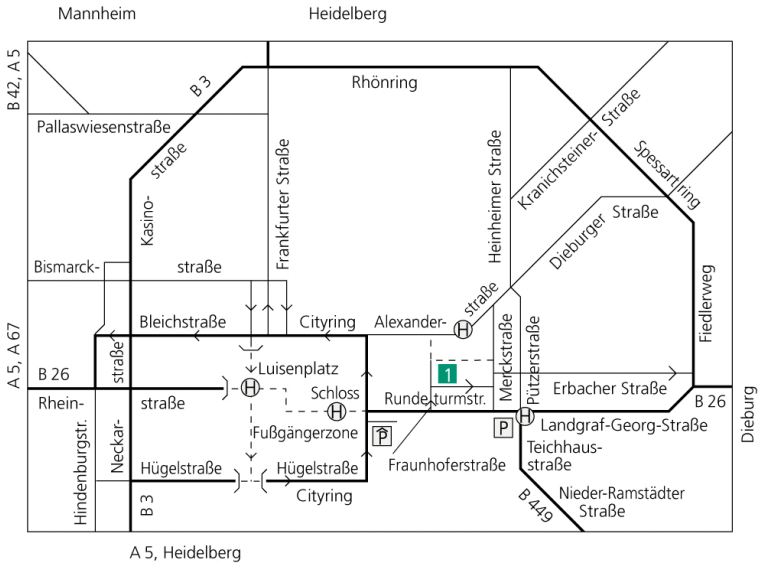 Mannheim
Heidelberg
B 42, A 5
B 3
Rhönring
Pallaswiesenstraße
Kasino-
straße
Frankfurter Straße
Heinheimer Straße
Kranichsteiner-
Straße
Spessartring
Dieburger
Straße
Bismarck-
straße
Fiedlerweg
A 5, A 67
Bleichstraße
Cityring
Alexander-
straße
Merckstraße
Pützerstraße
B 26
Luisenplatz
1
Erbacher Straße
B 26
Dieburg
Rhein-
straße
Neckar-
straße
Schloss
H
H
H
H
Rundeturmstr.
Fußgängerzone
P
P
Landgraf-Georg-Straße
Teichhaus-
straße
Fraunhoferstraße
Hindenburgstr.
Hügelstraße
Hügelstraße
Cityring
B 3
B 449
Nieder-Ramstädter
Straße
A 5, Heidelberg